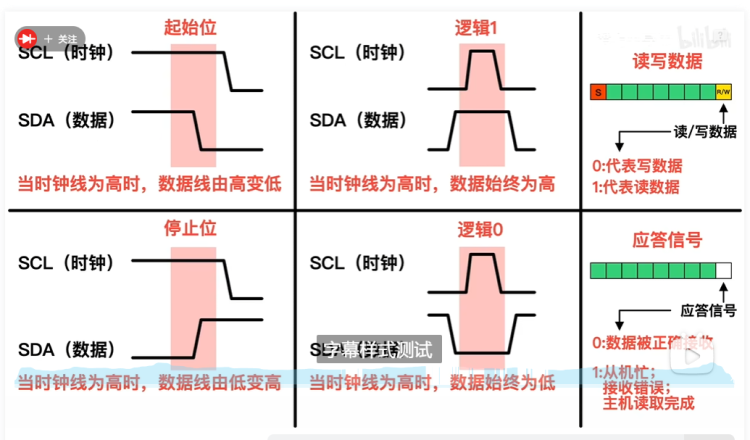 + 关注
起始位
SCL（时钟）
SDA（数据）
当时钟线为高时，数据线由高变低
逻辑1
SCL（时钟）
SDA（数据）
当时钟线为高时，数据始终为高
bilibili
读写数据
S
R/W
读/写数据
0:代表写数据
1:代表读数据
停止位
SCL（时钟）
SDA（数据）
当时钟线为高时，数据线由低变高
逻辑0
SCL（时钟）
字幕样式测试
当时钟线为高时，数据始终为低
应答信号
应答信号
0:数据被正确接收
1:从机忙；
接收错误；
主机读取完成